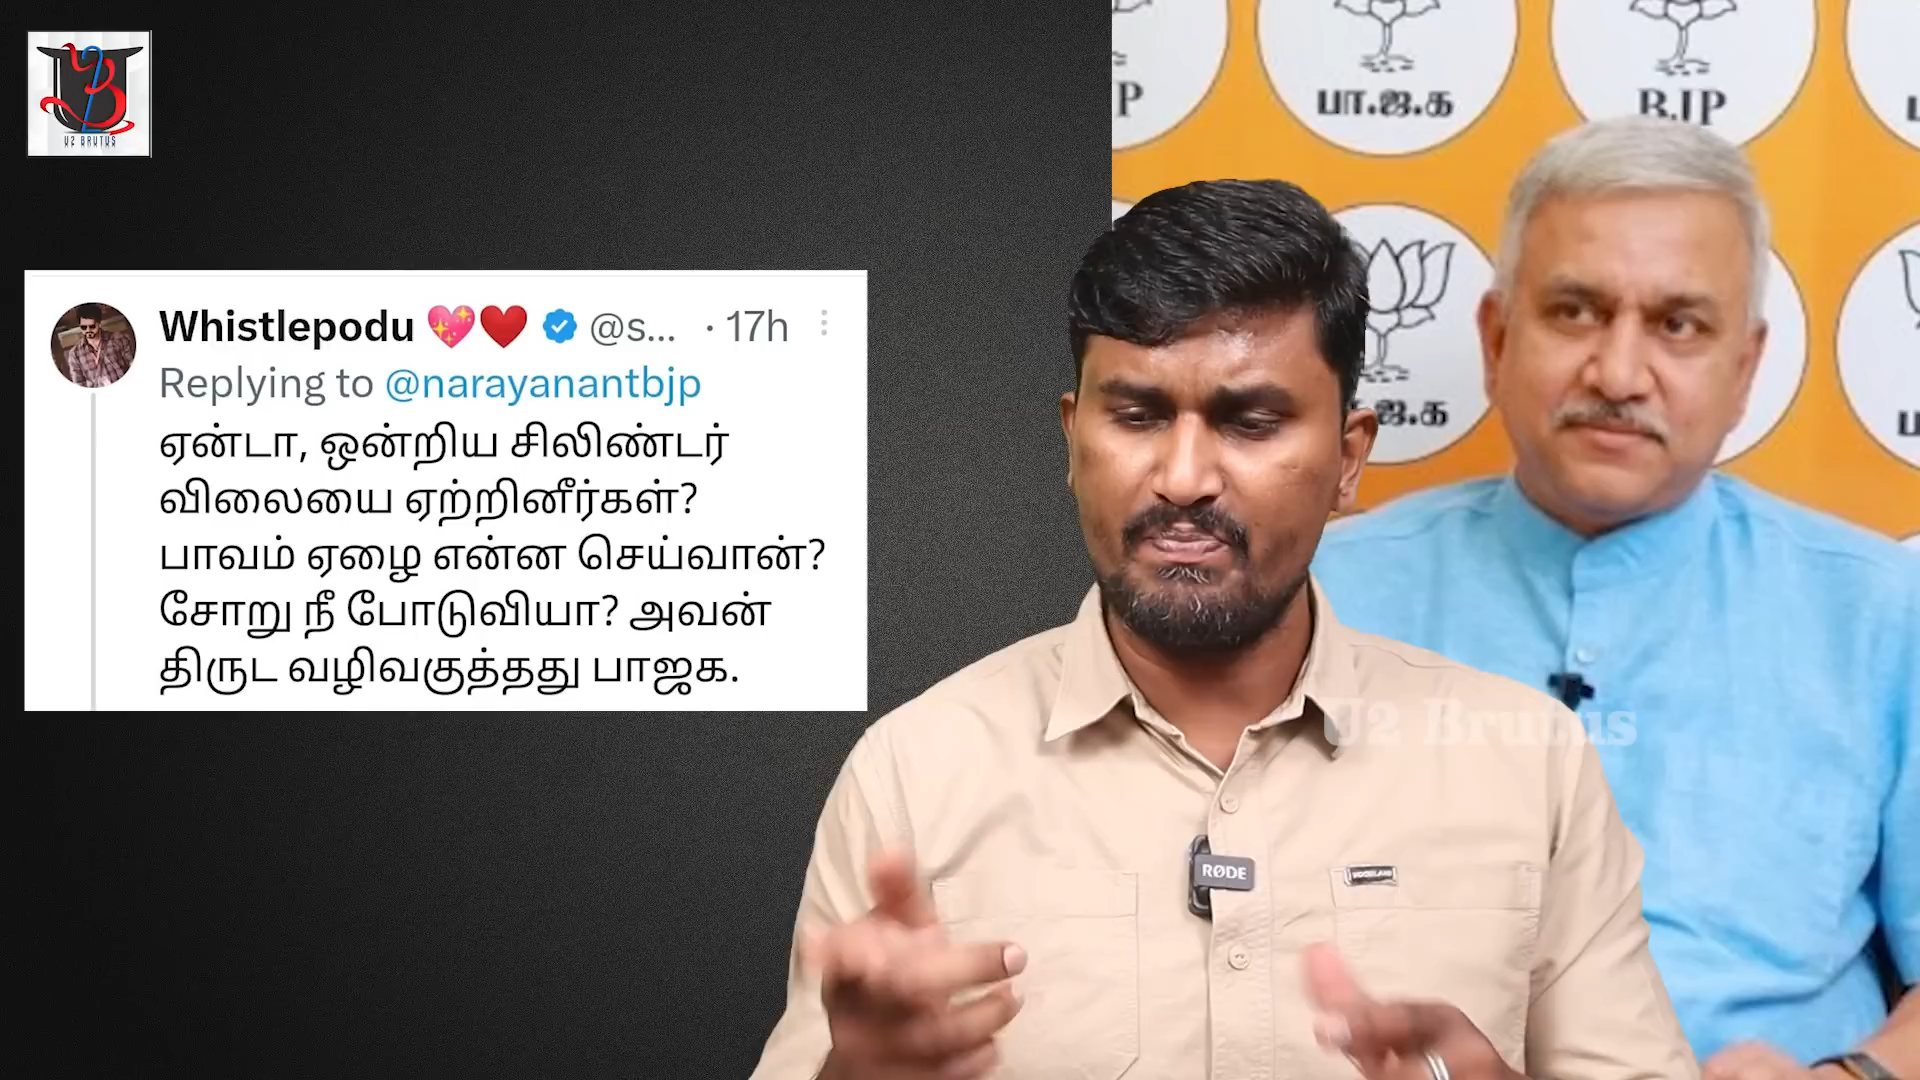 U2 BRUTUS
P
பா.ஜ.க
BJP
Whistlepodu 💖❤️ @s... · 17h
Replying to @narayanantbjp
ஏன்டா, ஒன்றிய சிலிண்டர்
விலையை ஏற்றினீர்கள்?
பாவம் ஏழை என்ன செய்வான்?
சோறு நீ போடுவியா? அவன்
திருட வழிவகுத்தது பாஜக.
ஜ.க
U2 Brutus
RØDE